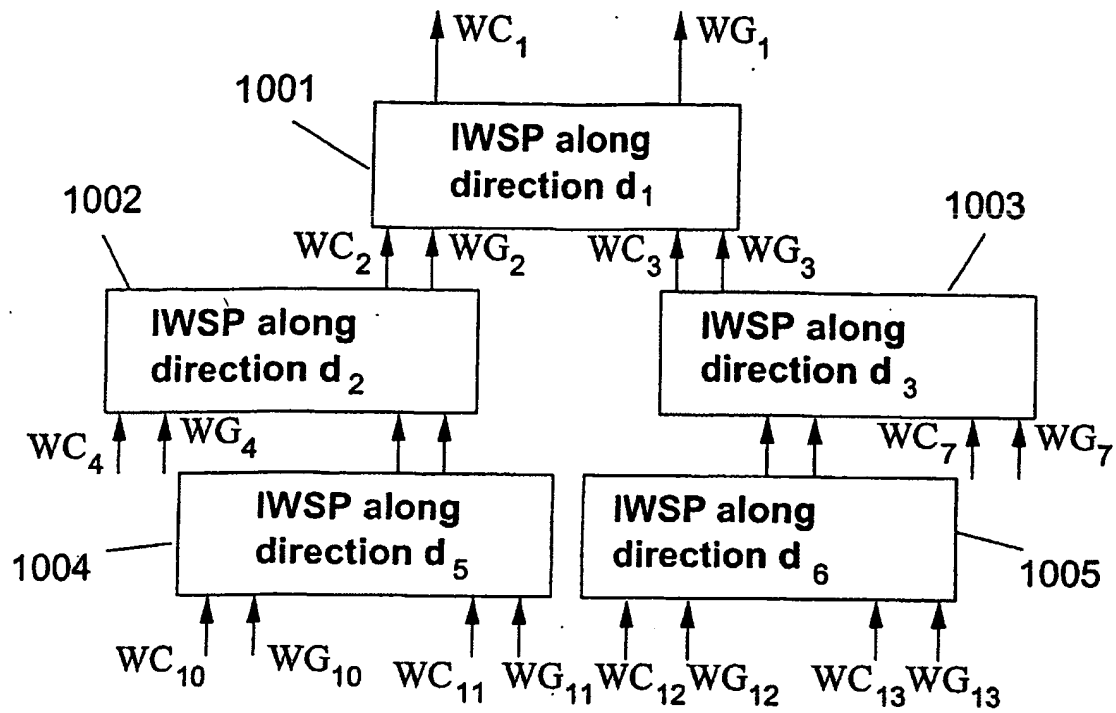 WC1 WG1
1001
IWSP along
direction d1
1002
1003
WC2 WG2 WC3 WG3
IWSP along
direction d2
IWSP along
direction d3
WC4 WG4
WC7 WG7
IWSP along
direction d5
IWSP along
direction d6
1004
1005
WC10 WG10 WC11 WG11 WC12 WG12 WC13 WG13